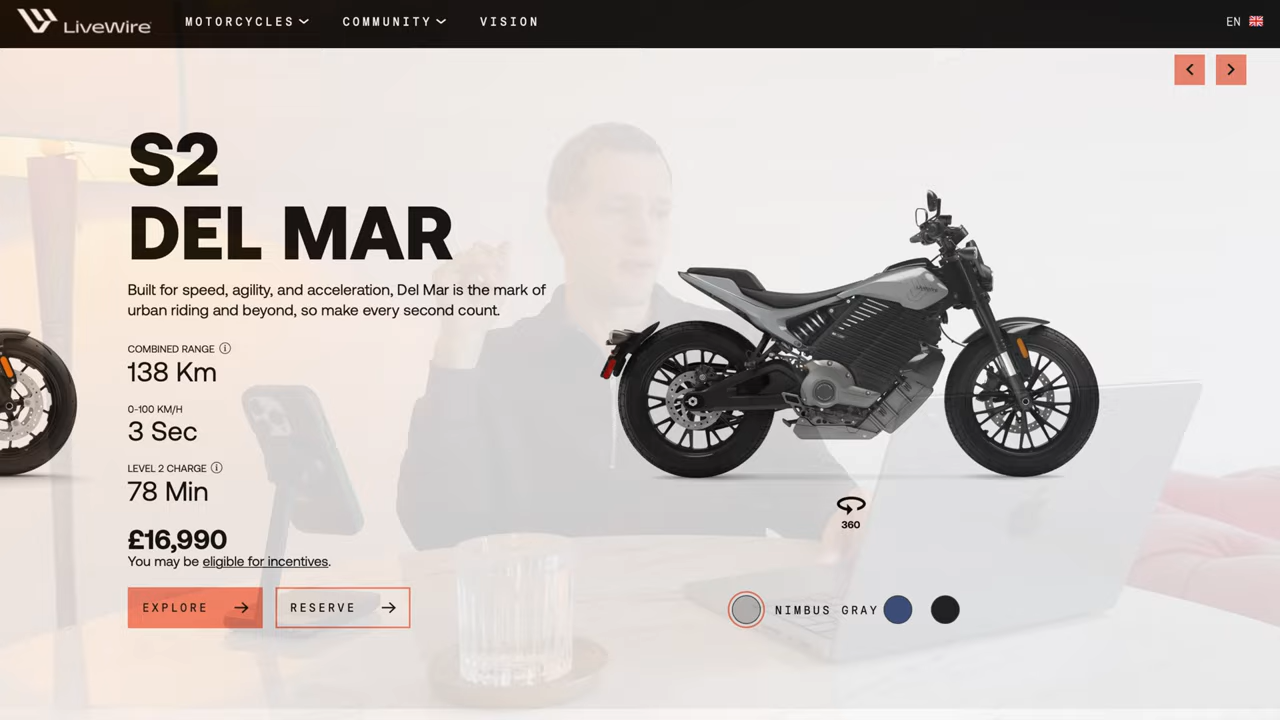 LiveWire
MOTORCYCLES
COMMUNITY
VISION
EN
S2
DEL MAR
Built for speed, agility, and acceleration, Del Mar is the mark of
urban riding and beyond, so make every second count.
COMBINED RANGE
138 Km
0-100 KM/H
3 Sec
LEVEL 2 CHARGE
78 Min
£16,990
You may be eligible for incentives.
EXPLORE
RESERVE
360
NIMBUS GRAY